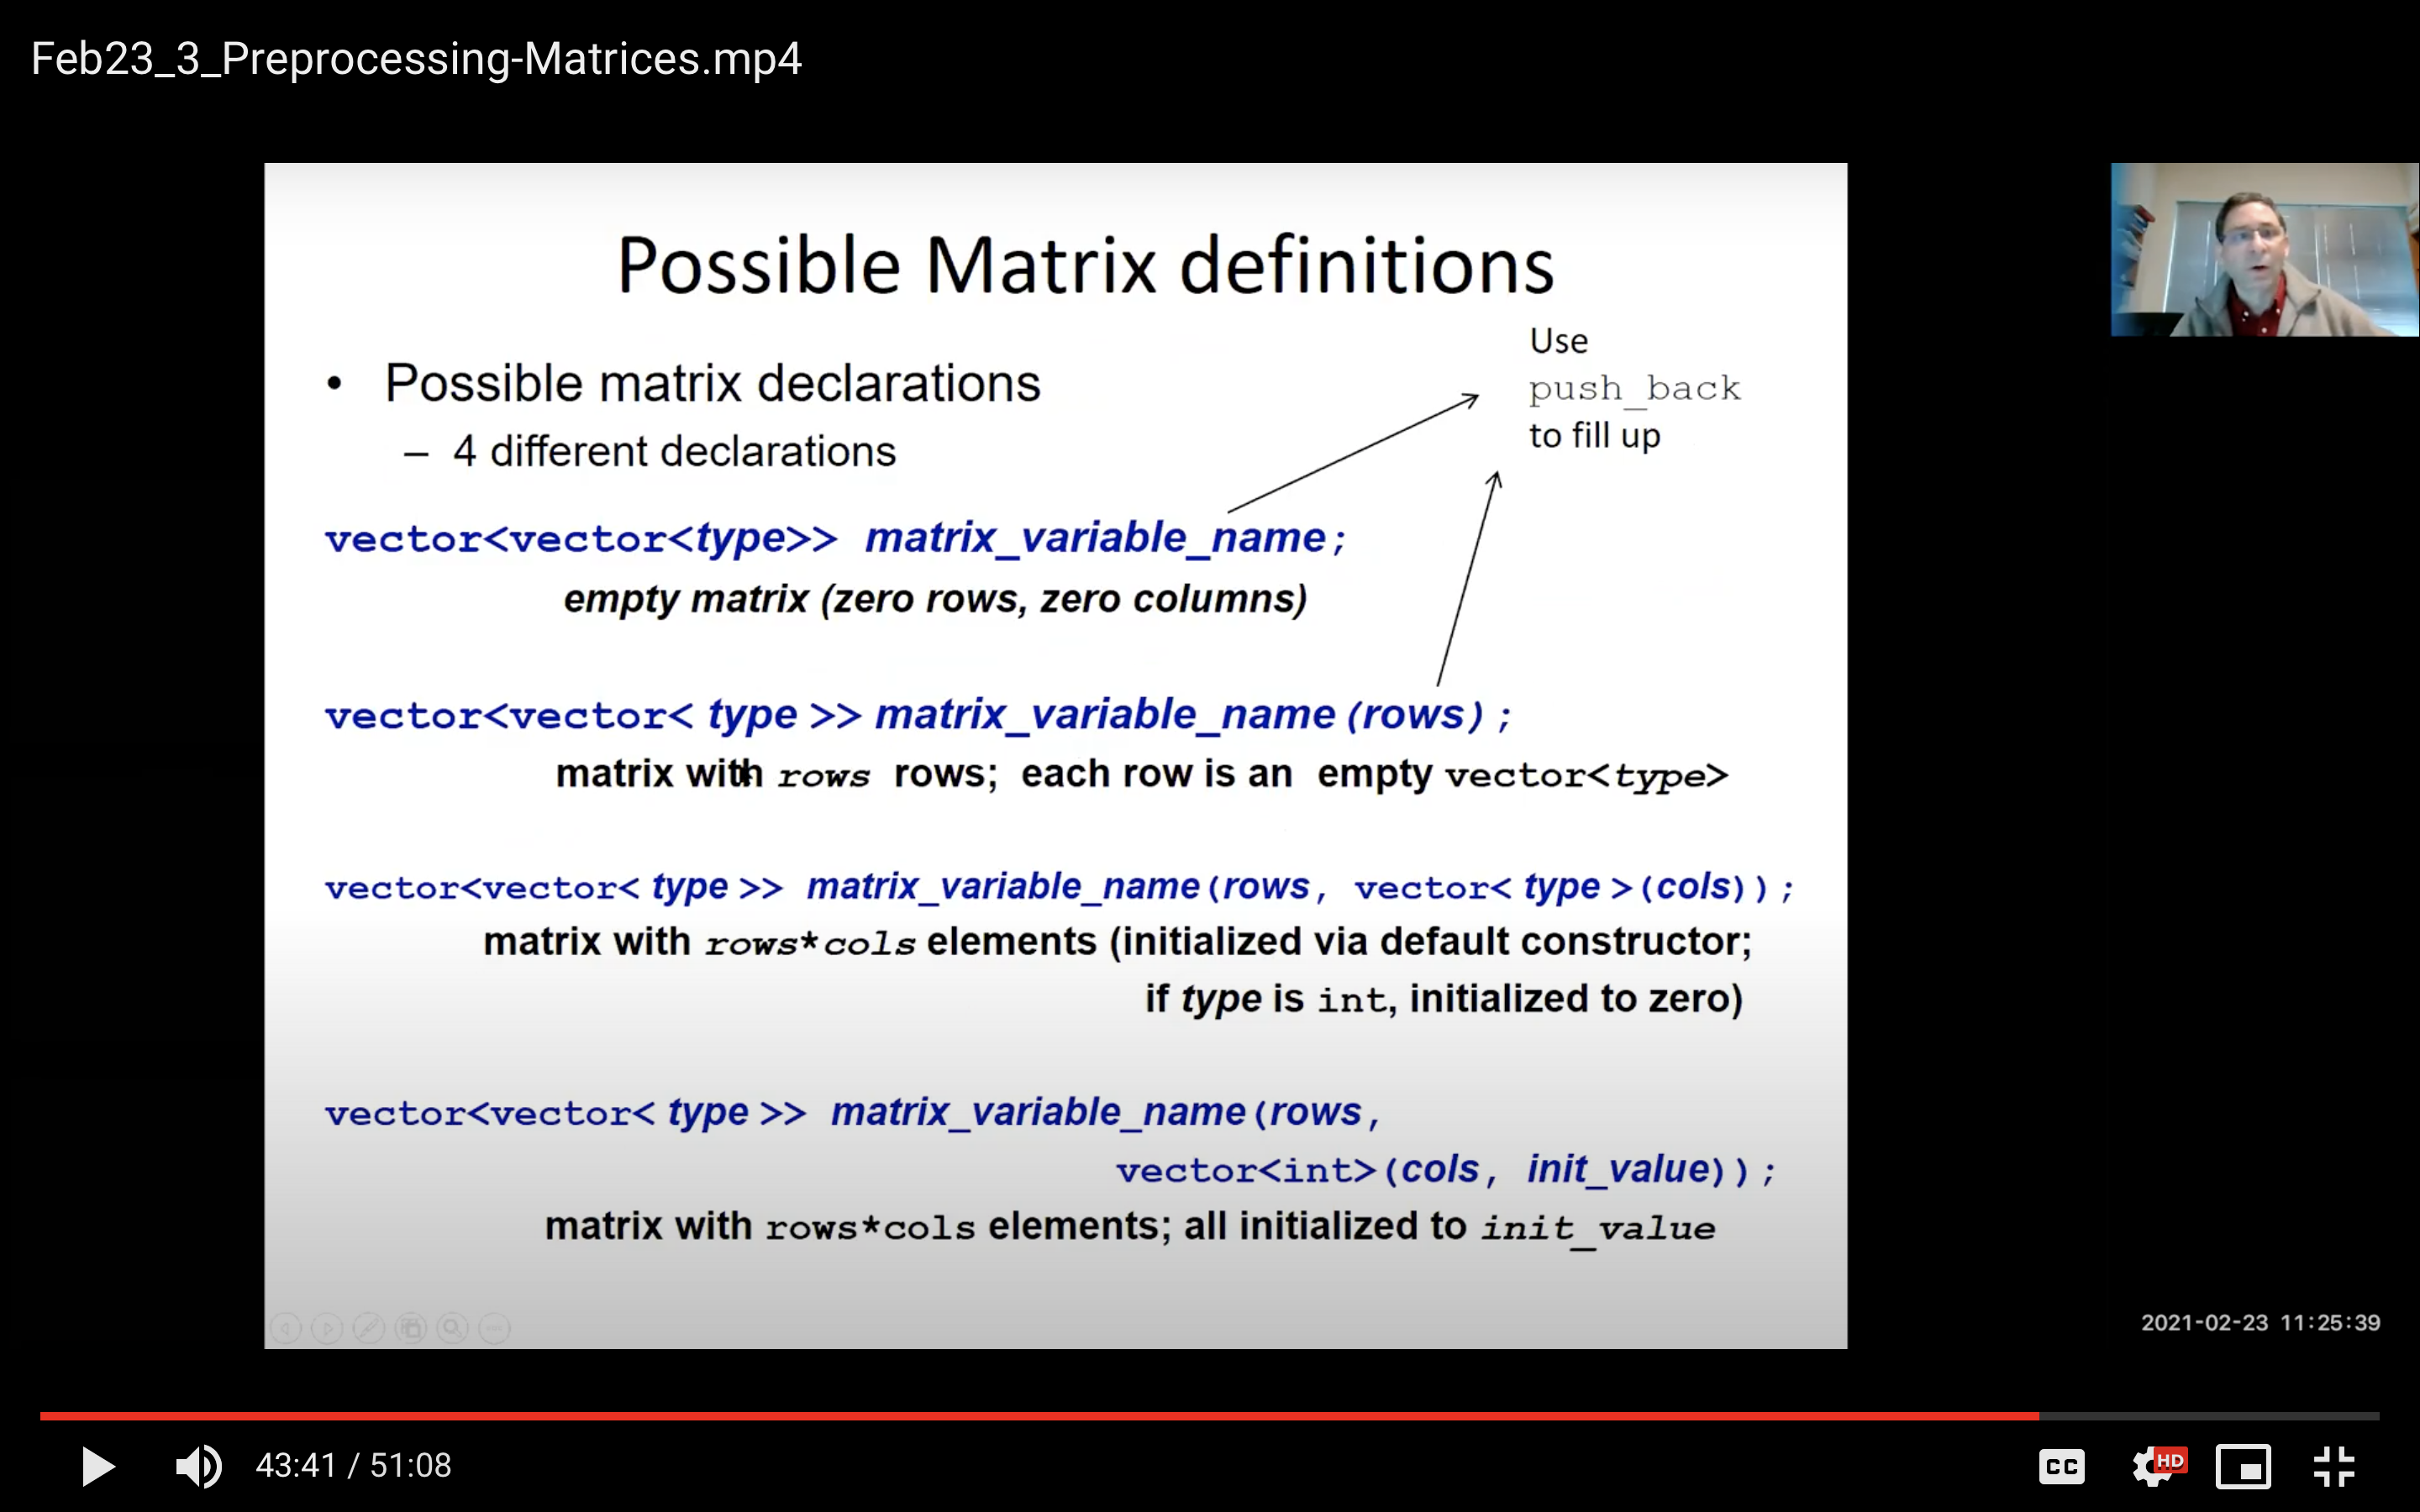 Feb23_3_Preprocessing-Matrices.mp4
Possible Matrix definitions
Use
push_back
to fill up
• Possible matrix declarations
– 4 different declarations
vector<vector<type>> matrix_variable_name;
empty matrix (zero rows, zero columns)
vector<vector< type >> matrix_variable_name(rows);
matrix with rows rows; each row is an empty vector<type>
vector<vector< type >> matrix_variable_name(rows, vector< type >(cols));
matrix with rows*cols elements (initialized via default constructor;
if type is int, initialized to zero)
vector<vector< type >> matrix_variable_name(rows,
vector<int>(cols, init_value));
matrix with rows*cols elements; all initialized to init_value
2021-02-23 11:25:39
43:41 / 51:08
CC
HD